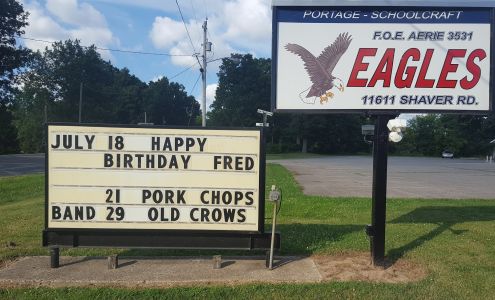 PORTAGE - SCHOOLCRAFT
F.O.E. AERIE 3531
EAGLES
11611 SHAVER RD.
JULY 18 HAPPY
BIRTHDAY FRED
21 PORK CHOPS
BAND 29 OLD CROWS